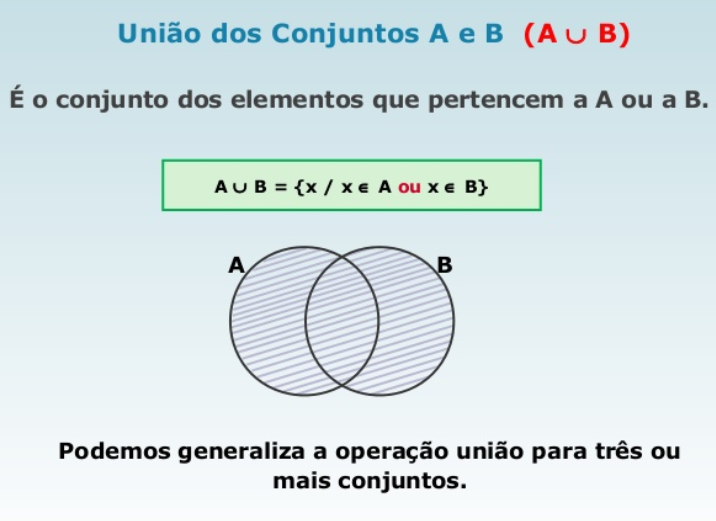 União dos Conjuntos A e B (A ∪ B)
É o conjunto dos elementos que pertencem a A ou a B.
A ∪ B = {x / x ∊ A ou x ∊ B}
A B
Podemos generaliza a operação união para três ou
mais conjuntos.